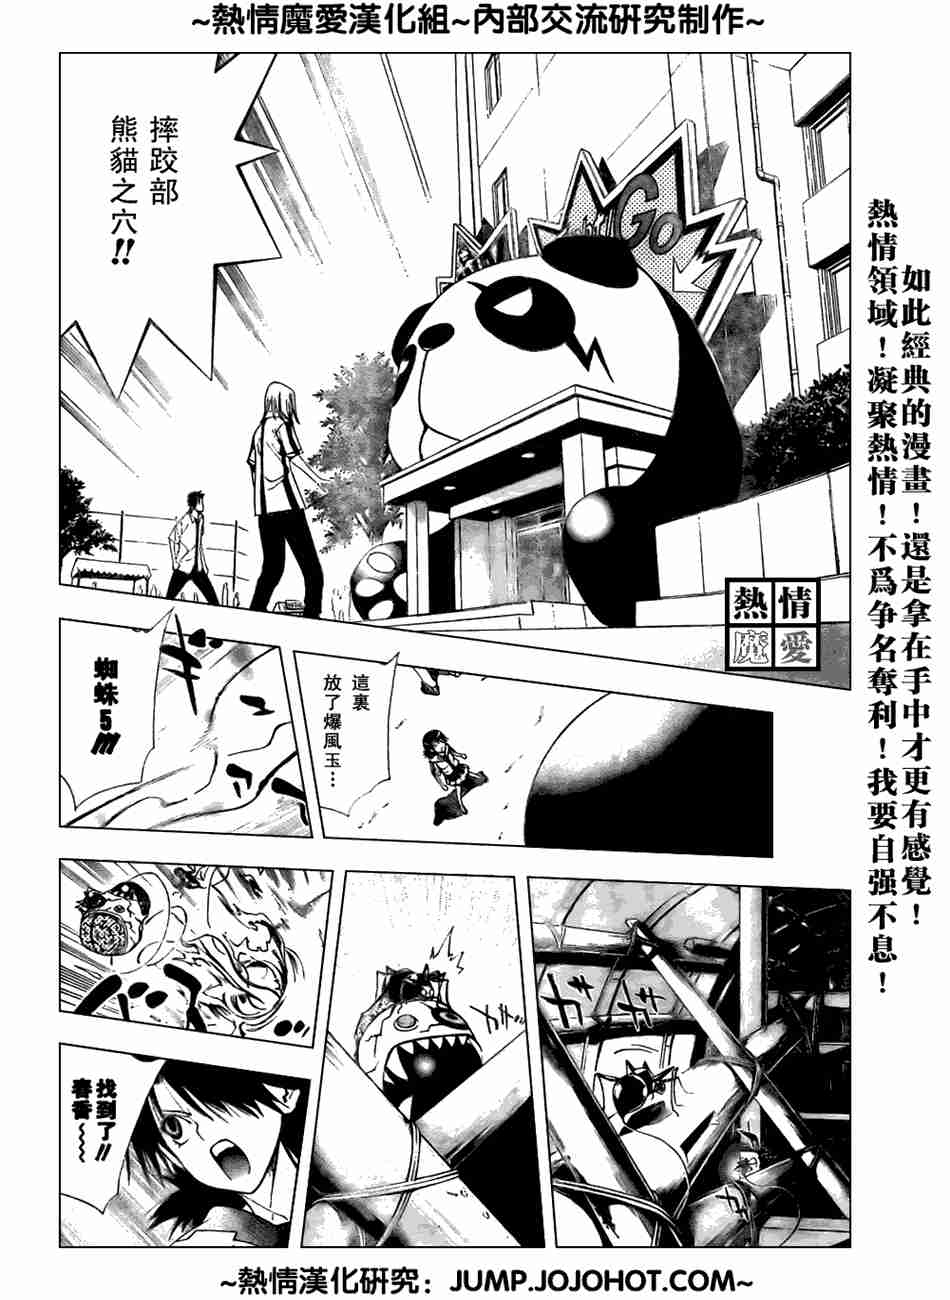 ~熱情魔愛漢化組~內部交流研究制作~
摔跤部
熊貓之穴!!
Go
如此經典的漫畫！還是拿在手中才更有感覺！
熱情領域！凝聚熱情！不爲争名奪利！我要自强不息！
熱情
魔愛
這裏
放了爆風玉…
蜘蛛5m
ギギ
找到了!!
春香～
~熱情漢化研究：JUMP.JOJOHOT.COM~